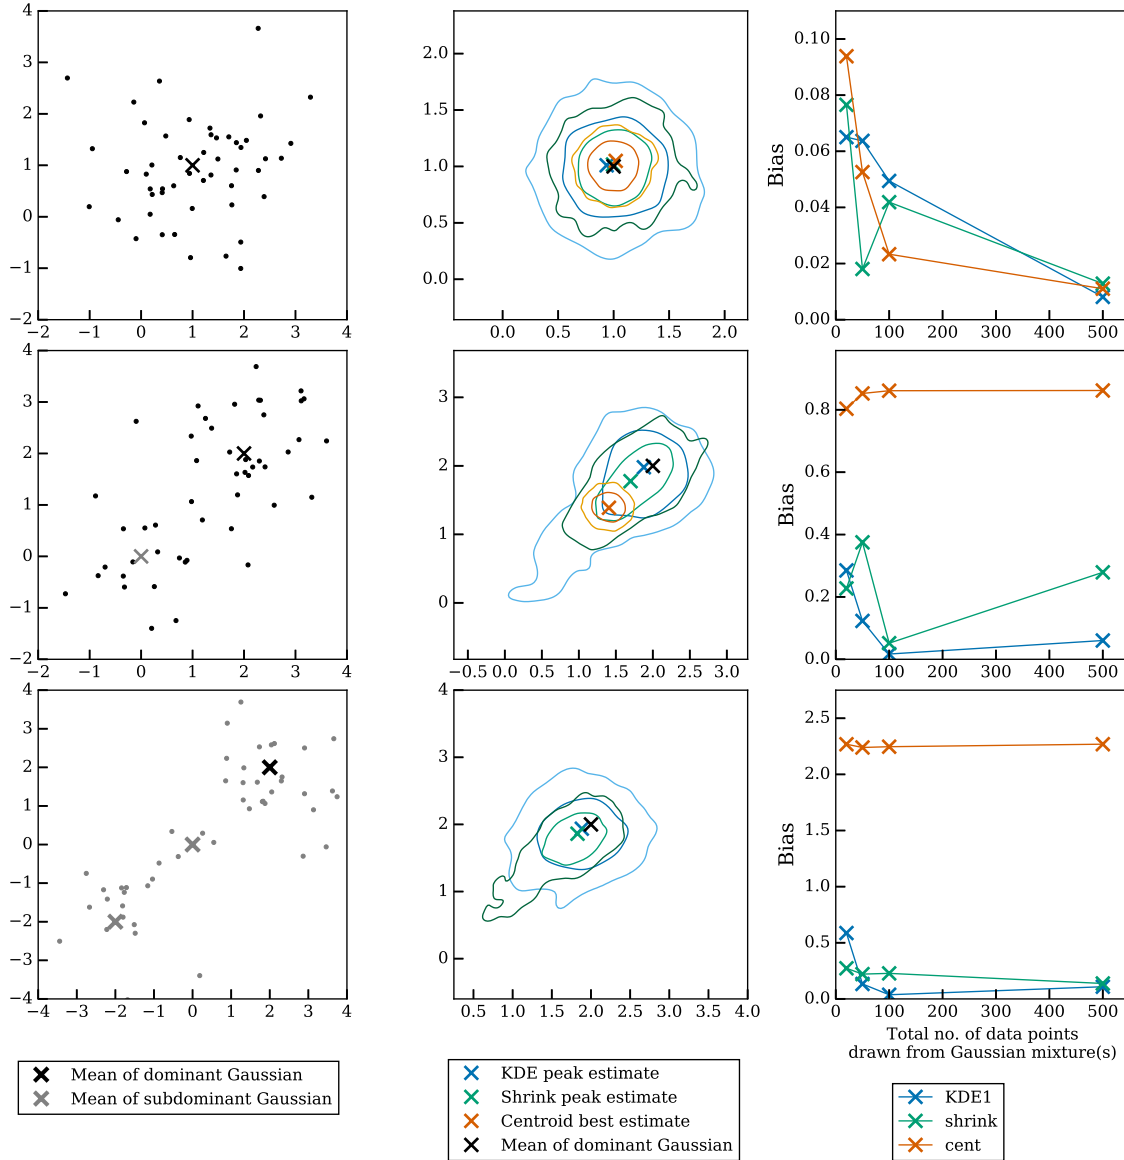 4
3
2
1
0
−1
−2
−2 −1 0 1 2 3 4
2.0
1.5
1.0
0.5
0.0
0.0 0.5 1.0 1.5 2.0
Bias
0.10
0.08
0.06
0.04
0.02
0.00
0 100 200 300 400 500
4
3
2
1
0
−1
−2
−2 −1 0 1 2 3 4
3
2
1
0
−0.5 0.0 0.5 1.0 1.5 2.0 2.5 3.0
Bias
0.8
0.6
0.4
0.2
0.0
0 100 200 300 400 500
4
3
2
1
0
−1
−2
−3
−4
−4 −3 −2 −1 0 1 2 3 4
4
3
2
1
0
0.5 1.0 1.5 2.0 2.5 3.0 3.5 4.0
Bias
2.5
2.0
1.5
1.0
0.5
0.0
0 100 200 300 400 500
Total no. of data points
drawn from Gaussian mixture(s)
Mean of dominant Gaussian
Mean of subdominant Gaussian
KDE peak estimate
Shrink peak estimate
Centroid best estimate
Mean of dominant Gaussian
KDE1
shrink
cent